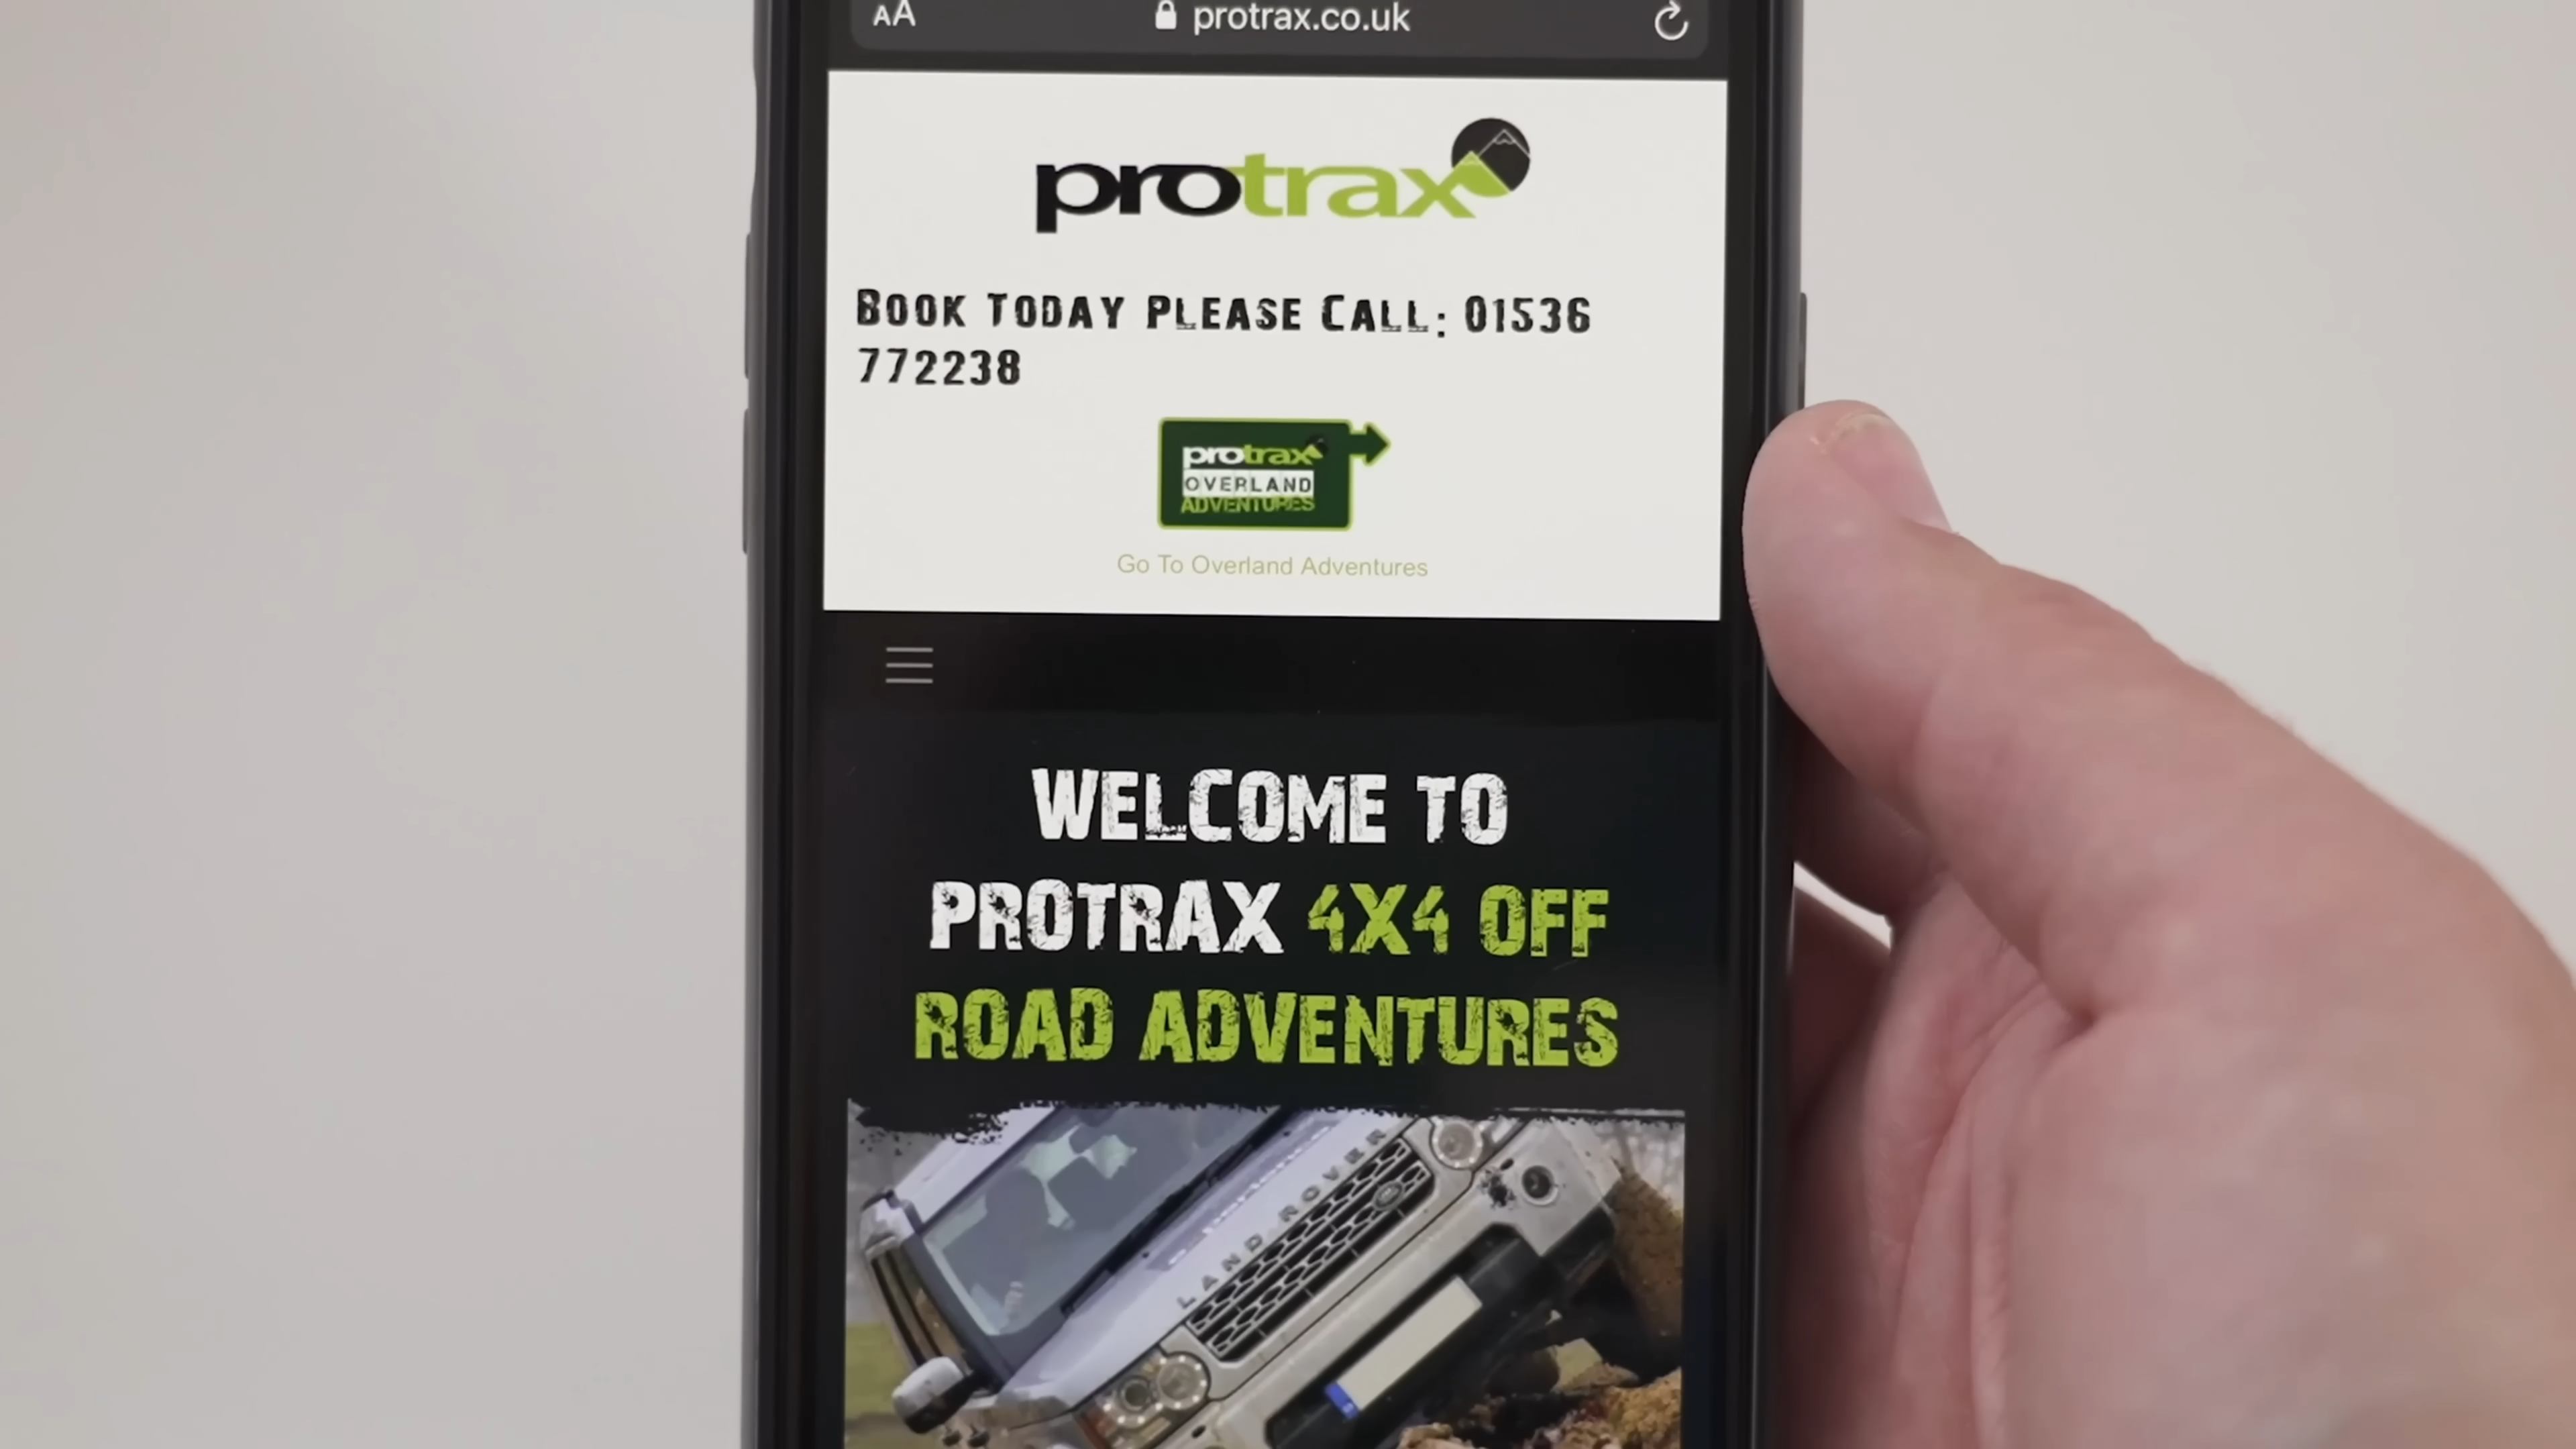 AA protrax.co.uk
protrax
BOOK TODAY PLEASE CALL: 01536
772238
protrax
OVERLAND
ADVENTURES
Go To Overland Adventures
WELCOME TO
PROTRAX 4X4 OFF
ROAD ADVENTURES
LAND ROVER